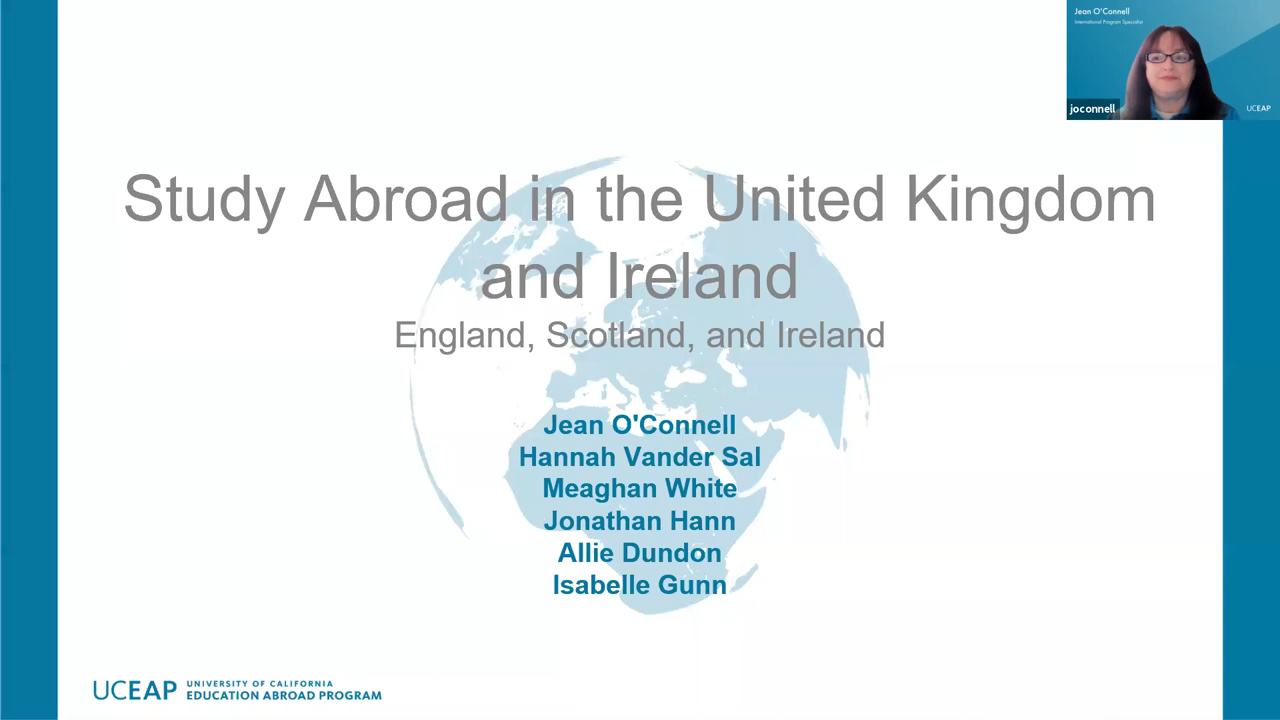 Jean O'Connell
International Program Specialist
joconnell
UCEAP
Study Abroad in the United Kingdom
and Ireland
England, Scotland, and Ireland
Jean O'Connell
Hannah Vander Sal
Meaghan White
Jonathan Hann
Allie Dundon
Isabelle Gunn
UCEAP
UNIVERSITY OF CALIFORNIA
EDUCATION ABROAD PROGRAM